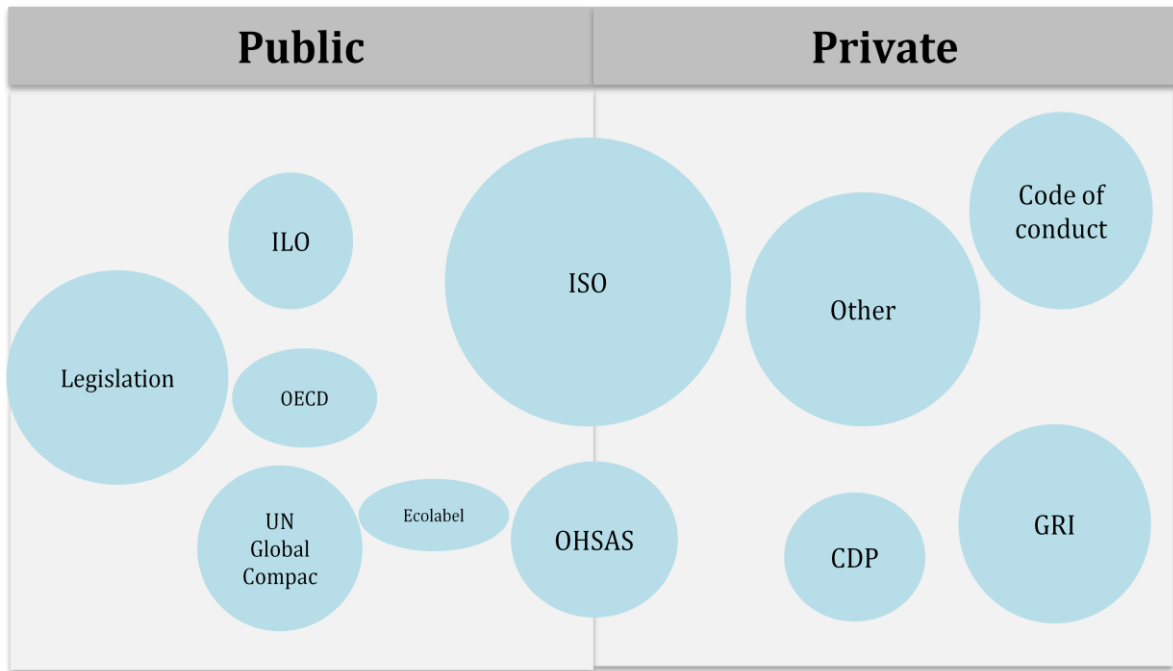 Public
Private
ILO
Legislation
OECD
UN
Global
Compac
Ecolabel
ISO
OHSAS
Other
Code of
conduct
CDP
GRI